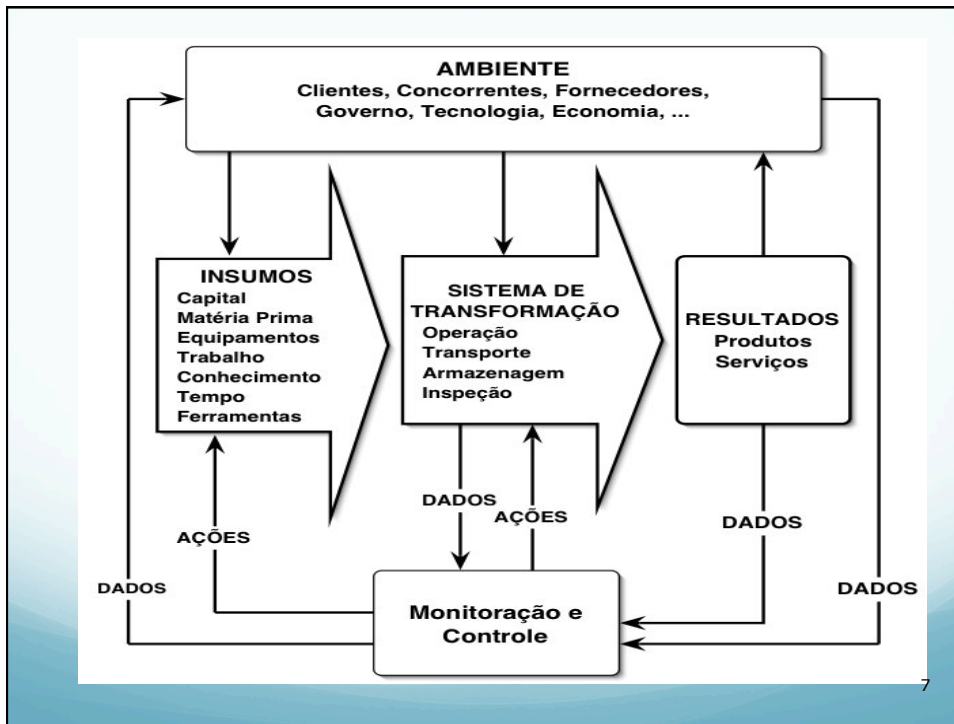 AMBIENTE
Clientes, Concorrentes, Fornecedores,
Governo, Tecnologia, Economia, ...
INSUMOS
Capital
Matéria Prima
Equipamentos
Trabalho
Conhecimento
Tempo
Ferramentas
SISTEMA DE
TRANSFORMAÇÃO
Operação
Transporte
Armazenagem
Inspeção
RESULTADOS
Produtos
Serviços
DADOS
AÇÕES
DADOS
AÇÕES
DADOS
DADOS
Monitoração e
Controle
7